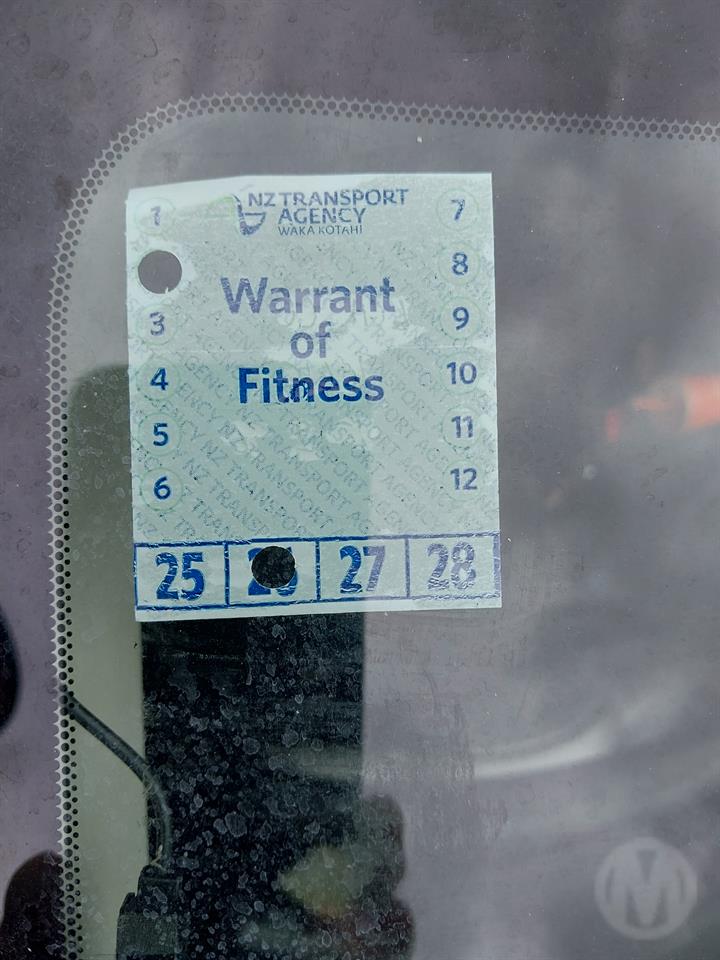 NZ TRANSPORT
AGENCY
WAKA KOTAHI
Warrant
of
Fitness
1
3
4
5
6
7
8
9
10
11
12
25 27 28
M